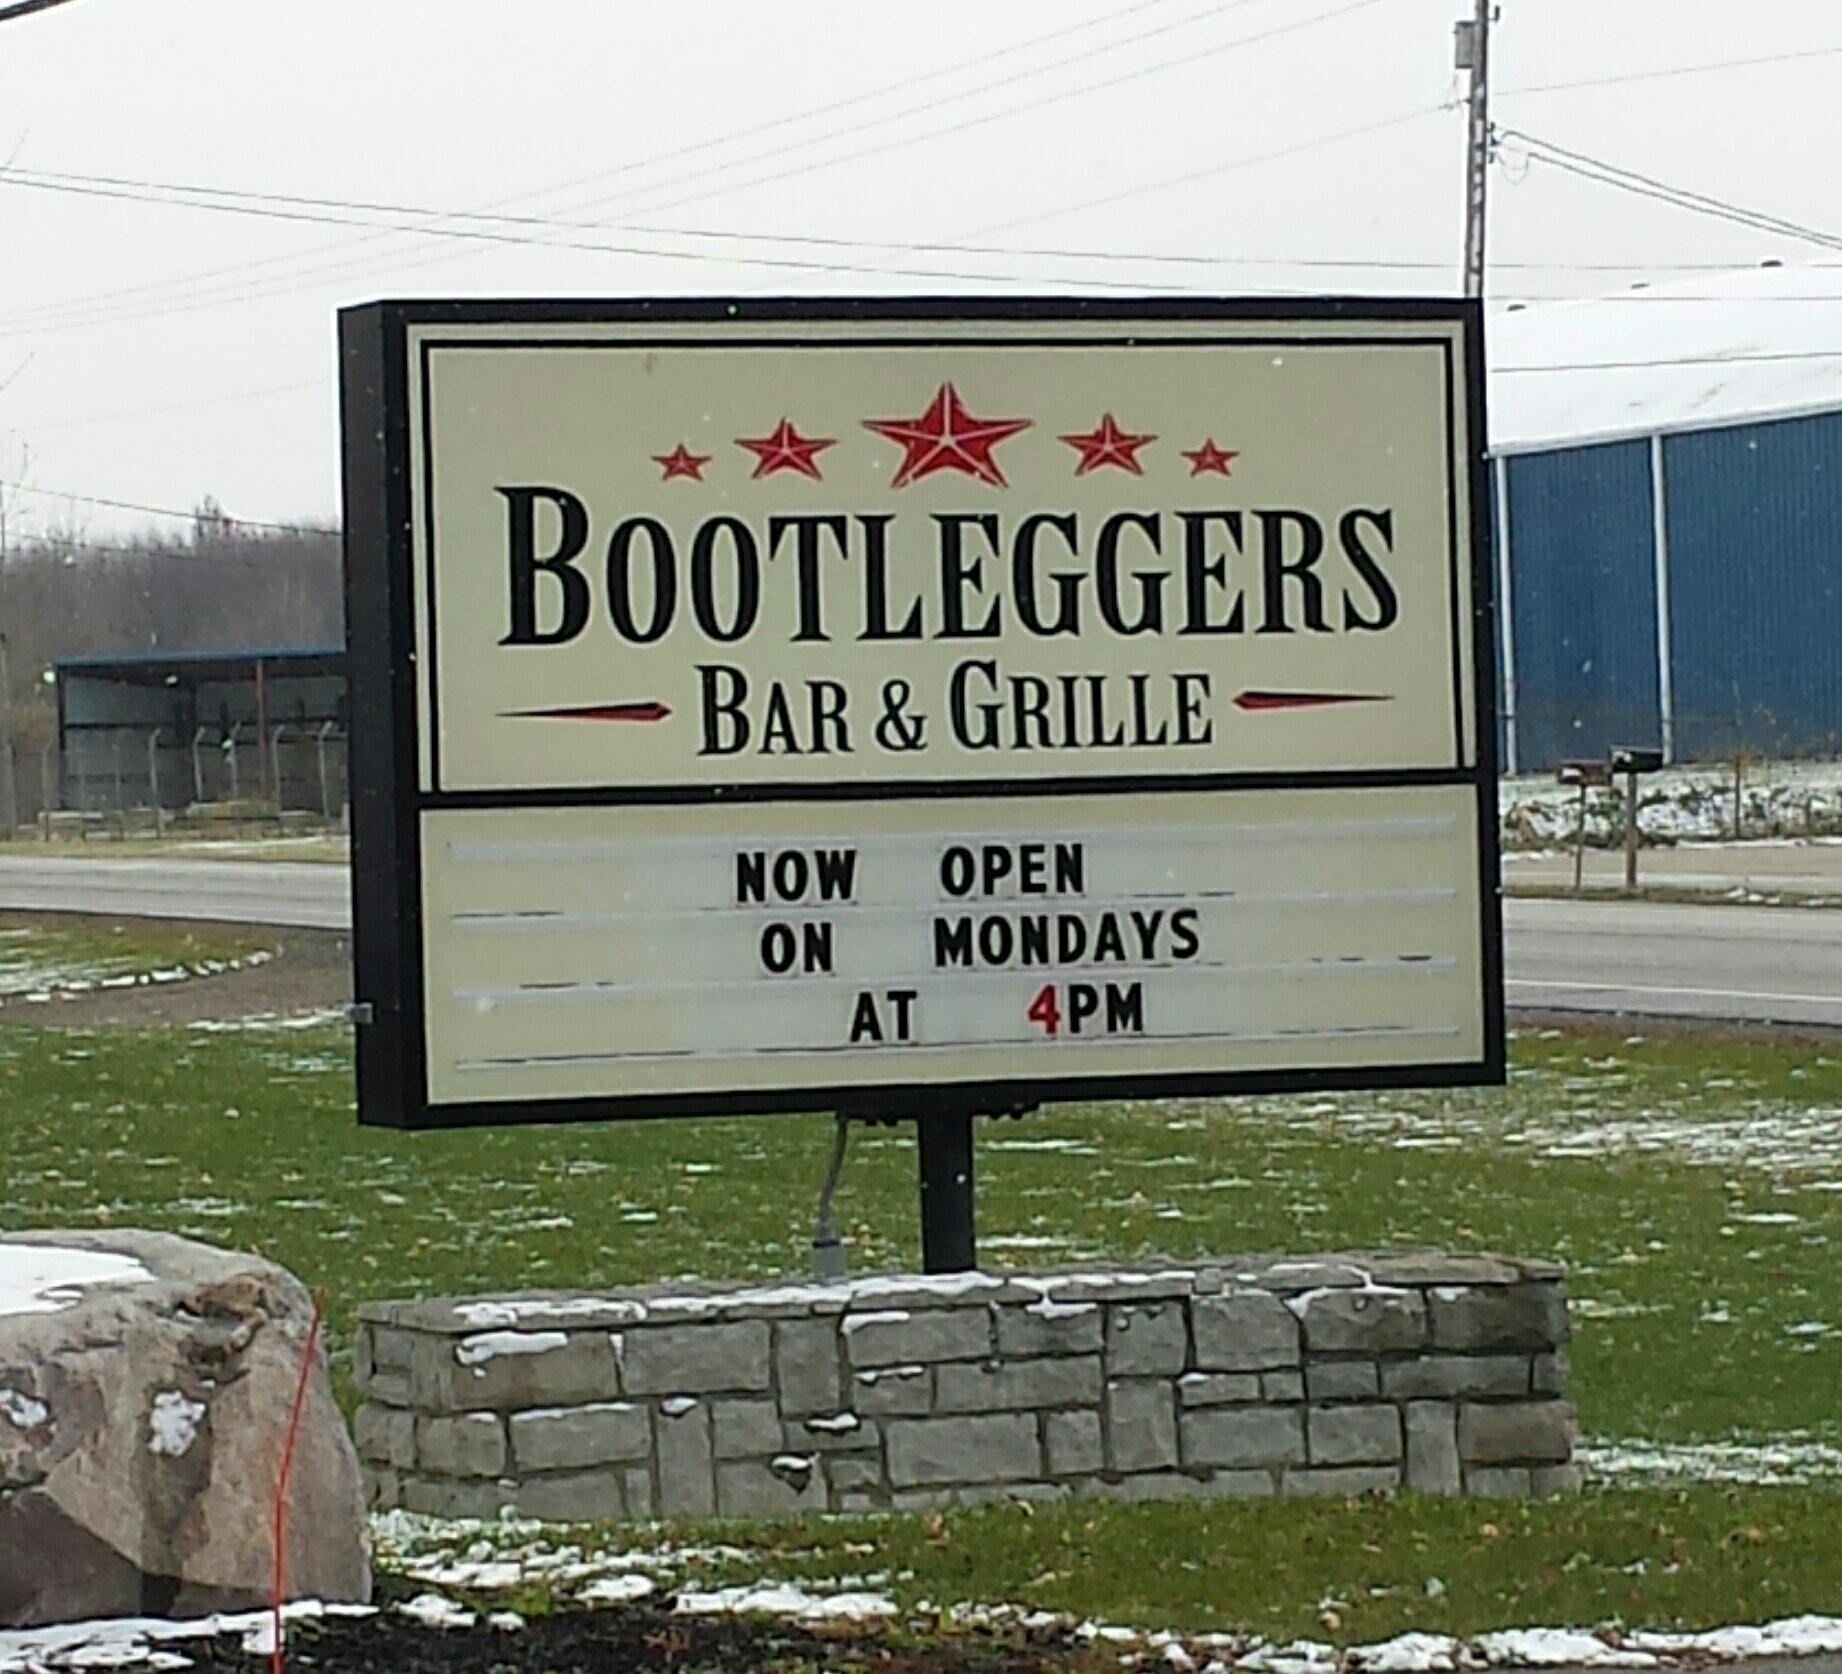 BOOTLEGGERS
BAR & GRILLE
NOW OPEN
ON MONDAYS
AT 4PM